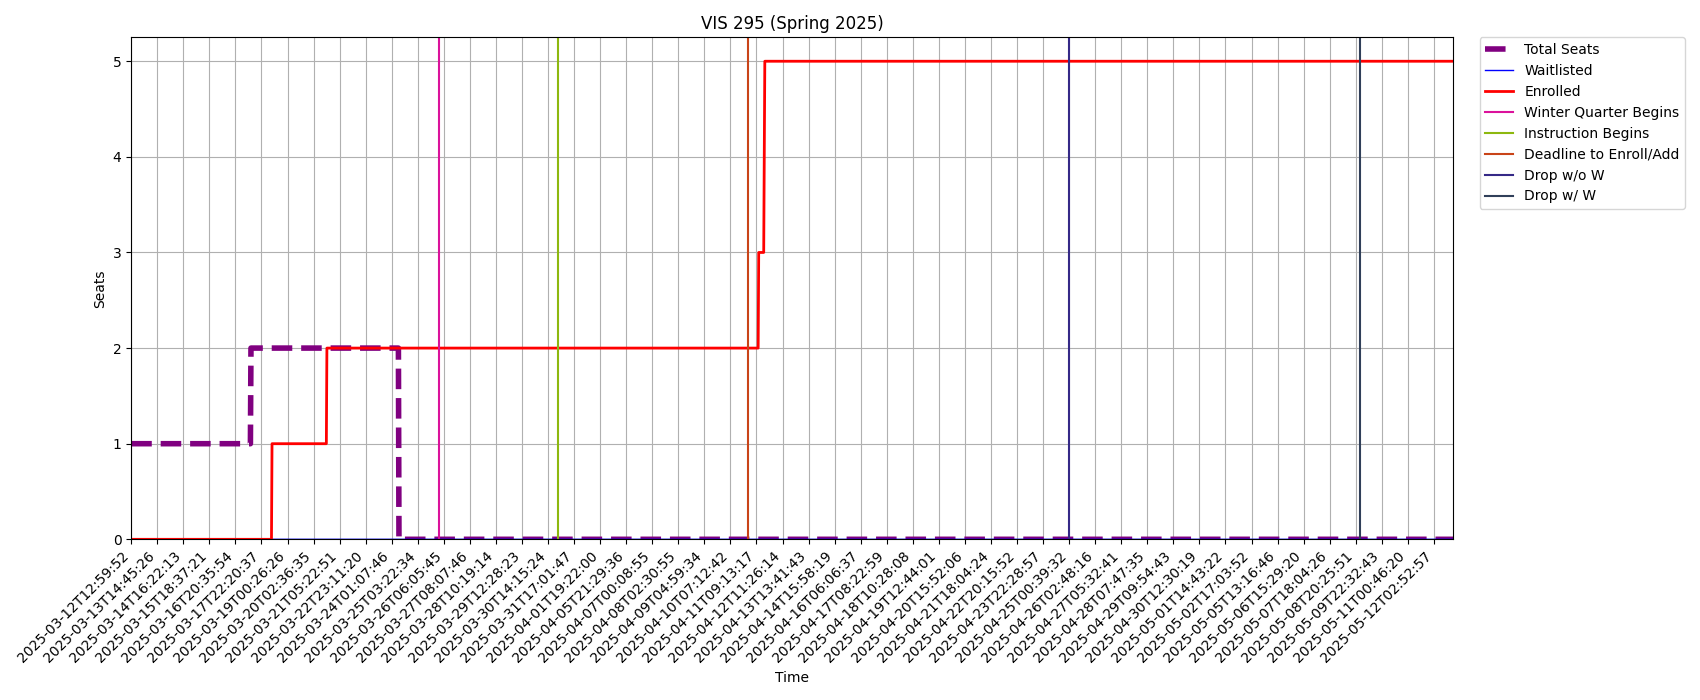 VIS 295 (Spring 2025)
Total Seats
Waitlisted
Enrolled
Winter Quarter Begins
Instruction Begins
Deadline to Enroll/Add
Drop w/o W
Drop w/ W
Seats
5
4
3
2
1
0
2025-03-12T12:59:52
2025-03-13T14:45:26
2025-03-14T16:22:13
2025-03-15T18:37:21
2025-03-16T20:35:54
2025-03-17T22:20:37
2025-03-19T00:26:26
2025-03-20T02:36:35
2025-03-21T05:22:51
2025-03-22T23:11:20
2025-03-24T01:07:46
2025-03-25T03:22:34
2025-03-26T06:05:45
2025-03-27T08:07:46
2025-03-28T10:19:14
2025-03-29T12:28:23
2025-03-30T14:15:24
2025-03-31T17:01:47
2025-04-01T19:22:00
2025-04-05T21:29:36
2025-04-07T00:08:55
2025-04-08T02:30:55
2025-04-09T04:59:34
2025-04-10T07:12:42
2025-04-11T09:13:17
2025-04-12T11:26:14
2025-04-13T13:41:43
2025-04-14T15:58:19
2025-04-16T06:06:37
2025-04-17T08:22:59
2025-04-18T10:28:08
2025-04-19T12:44:01
2025-04-20T15:52:06
2025-04-21T18:04:24
2025-04-22T20:15:52
2025-04-23T22:28:57
2025-04-25T00:39:32
2025-04-26T02:48:16
2025-04-27T05:32:41
2025-04-28T07:47:35
2025-04-29T09:54:43
2025-04-30T12:30:19
2025-05-01T14:43:22
2025-05-02T17:03:52
2025-05-05T13:16:46
2025-05-06T15:29:20
2025-05-07T18:04:26
2025-05-08T20:25:51
2025-05-09T22:32:43
2025-05-11T00:46:20
2025-05-12T02:52:57
Time